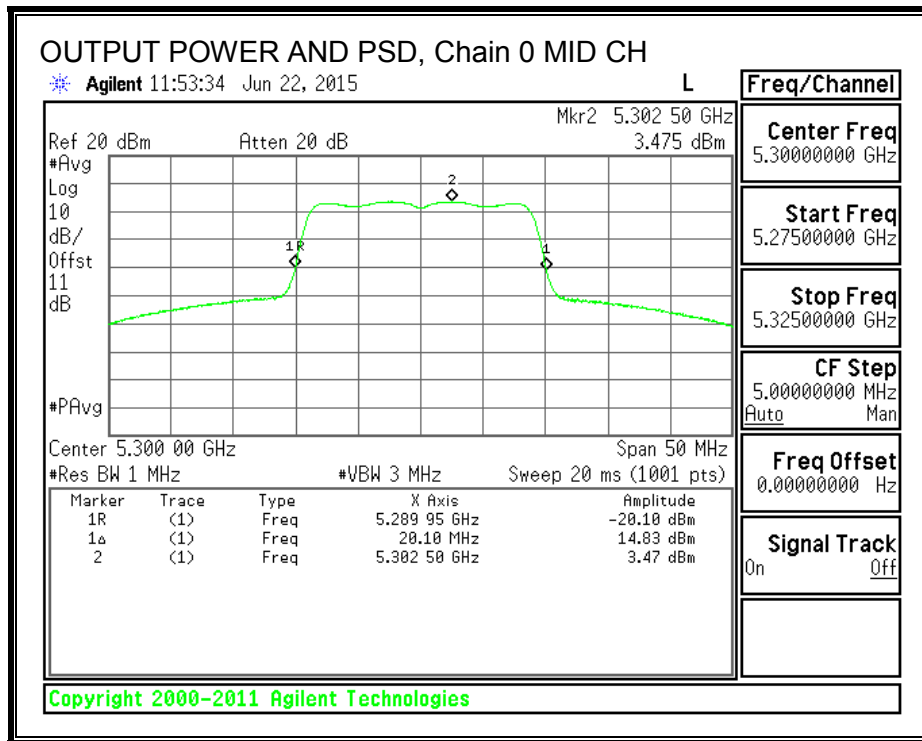 OUTPUT POWER AND PSD, Chain 0 MID CH
Agilent 11:53:34 Jun 22, 2015 L
Mkr2 5.302 50 GHz
Ref 20 dBm Atten 20 dB 3.475 dBm
#Avg
Log
10
dB/
Offst
11
dB
#PAvg
2
1R
1
Center 5.300 00 GHz Span 50 MHz
#Res BW 1 MHz #VBW 3 MHz Sweep 20 ms (1001 pts)
Marker Trace Type X Axis Amplitude
1R (1) Freq 5.289 95 GHz -20.10 dBm
1∆ (1) Freq 20.10 MHz 14.83 dBm
2 (1) Freq 5.302 50 GHz 3.47 dBm
Copyright 2000-2011 Agilent Technologies
Freq/Channel
Center Freq
5.30000000 GHz
Start Freq
5.27500000 GHz
Stop Freq
5.32500000 GHz
CF Step
5.00000000 MHz
Auto Man
Freq Offset
0.00000000 Hz
Signal Track
On Off